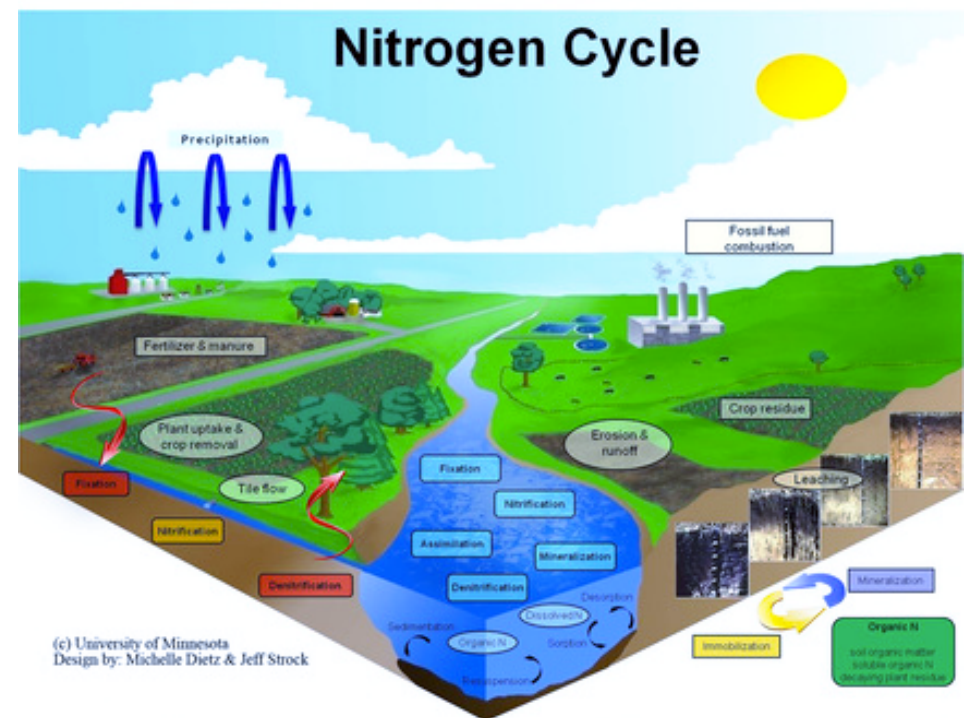 Nitrogen Cycle
Precipitation
Fossil fuel
combustion
Fertilizer & manure
Plant uptake &
crop removal
Crop residue
Erosion &
runoff
Fixation
Tile flow
Fixation
Leaching
Nitrification
Nitrification
Assimilation
Mineralization
Denitrification
Denitrification
Desorption
Dissolved N
Sedimentation
Organic N
Sorption
Resuspension
Mineralization
Immobilization
Organic N
soil organic matter
soluble organic N
decaying plant residue
(c) University of Minnesota
Design by: Michelle Dietz & Jeff Strock